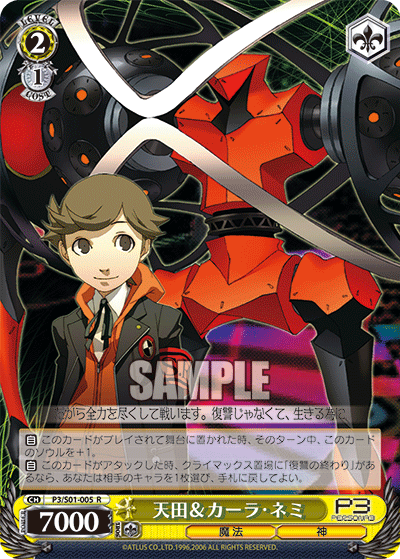 LEVEL
2
1
COST
SAMPLE
だから全力を尽くして戦います。復讐じゃなくて、生きる為に
このカードがプレイされて舞台に置かれた時、そのターン中、このカード
のソウルを+1。
このカードがアタックした時、クライマックス置場に「復讐の終わり」が
あるなら、あなたは自分のキャラを1枚選び、手札に戻してよい。
CH P3/S01-005 R
7000
天田&カーラ・ネミ
P3
PERSONA3
魔法 神
©ATLUS CO.,LTD.1996,2006 ALL RIGHTS RESERVED.